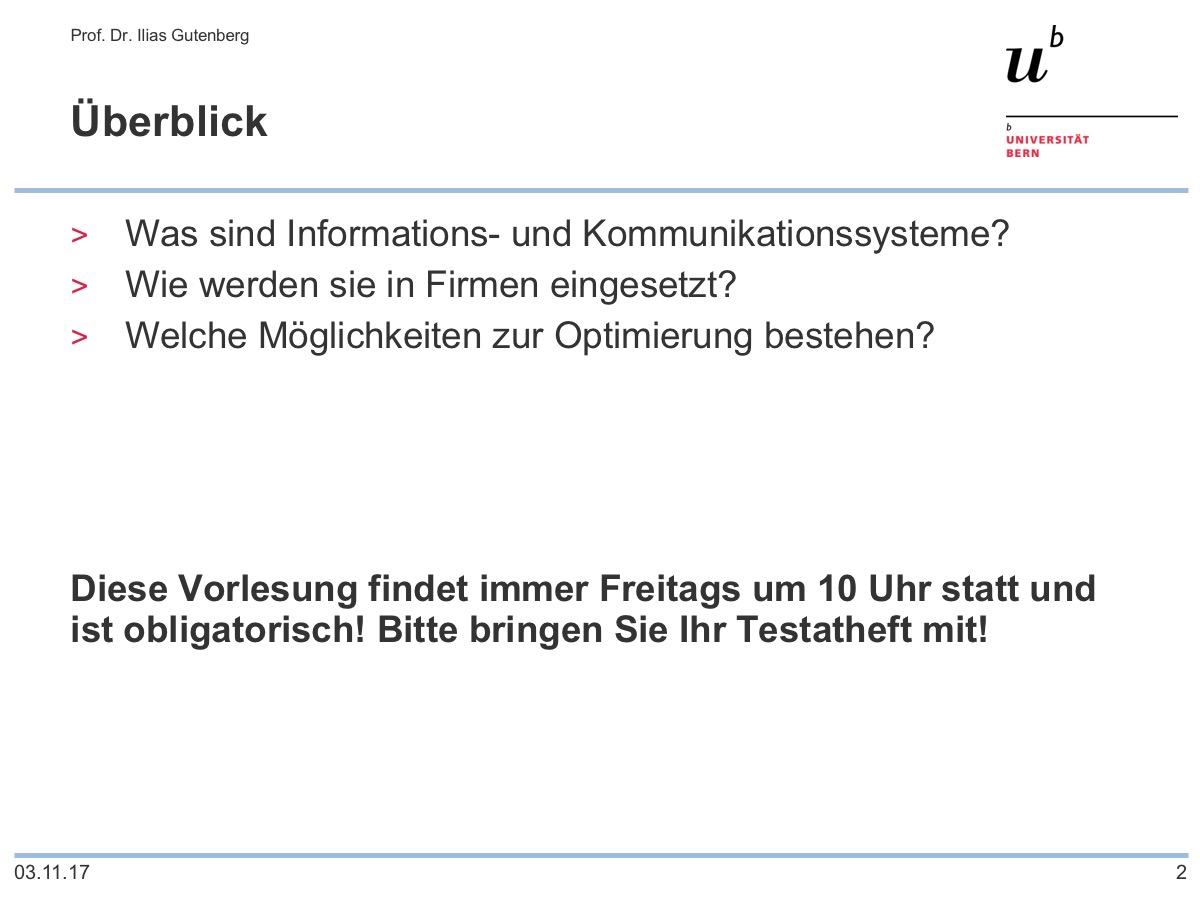 Prof. Dr. Ilias Gutenberg
u b
Überblick
b
UNIVERSITÄT
BERN
> Was sind Informations- und Kommunikationssysteme?
> Wie werden sie in Firmen eingesetzt?
> Welche Möglichkeiten zur Optimierung bestehen?
Diese Vorlesung findet immer Freitags um 10 Uhr statt und
ist obligatorisch! Bitte bringen Sie Ihr Testatheft mit!
03.11.17
2